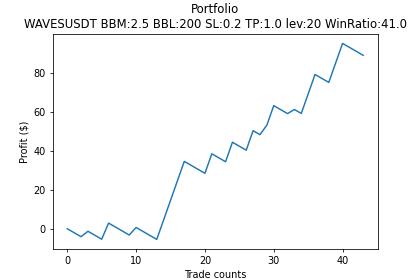 Portfolio
WAVESUSDT BBM:2.5 BBL:200 SL:0.2 TP:1.0 lev:20 WinRatio:41.0
80
60
40
20
0
Profit ($)
0 10 20 30 40
Trade counts